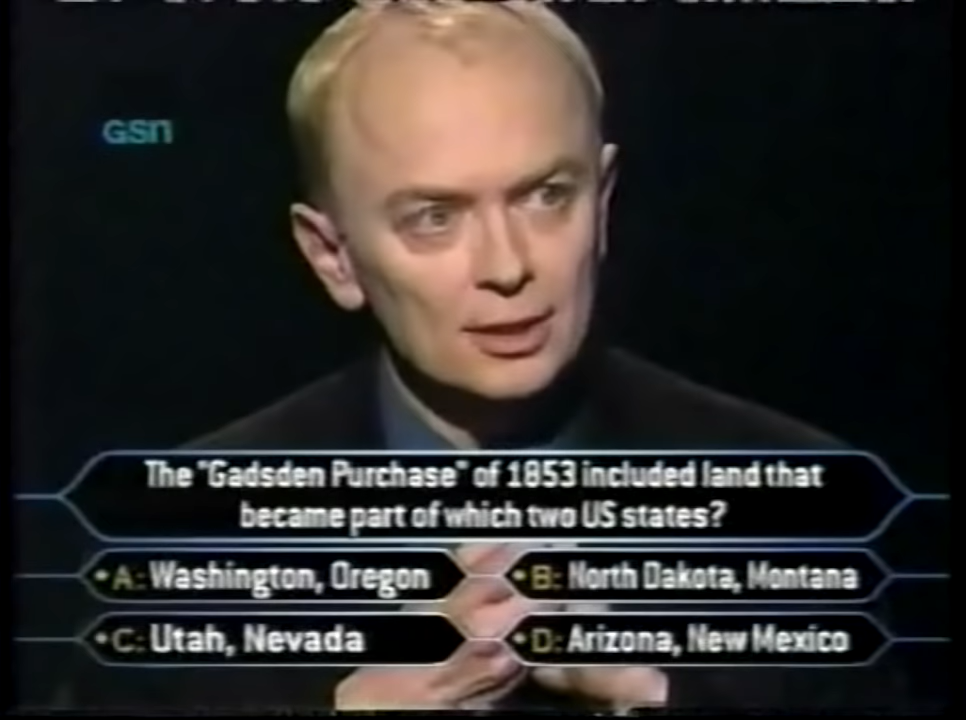 GSN
The "Gadsden Purchase" of 1853 included land that
became part of which two US states?
A: Washington, Oregon
B: North Dakota, Montana
C: Utah, Nevada
D: Arizona, New Mexico